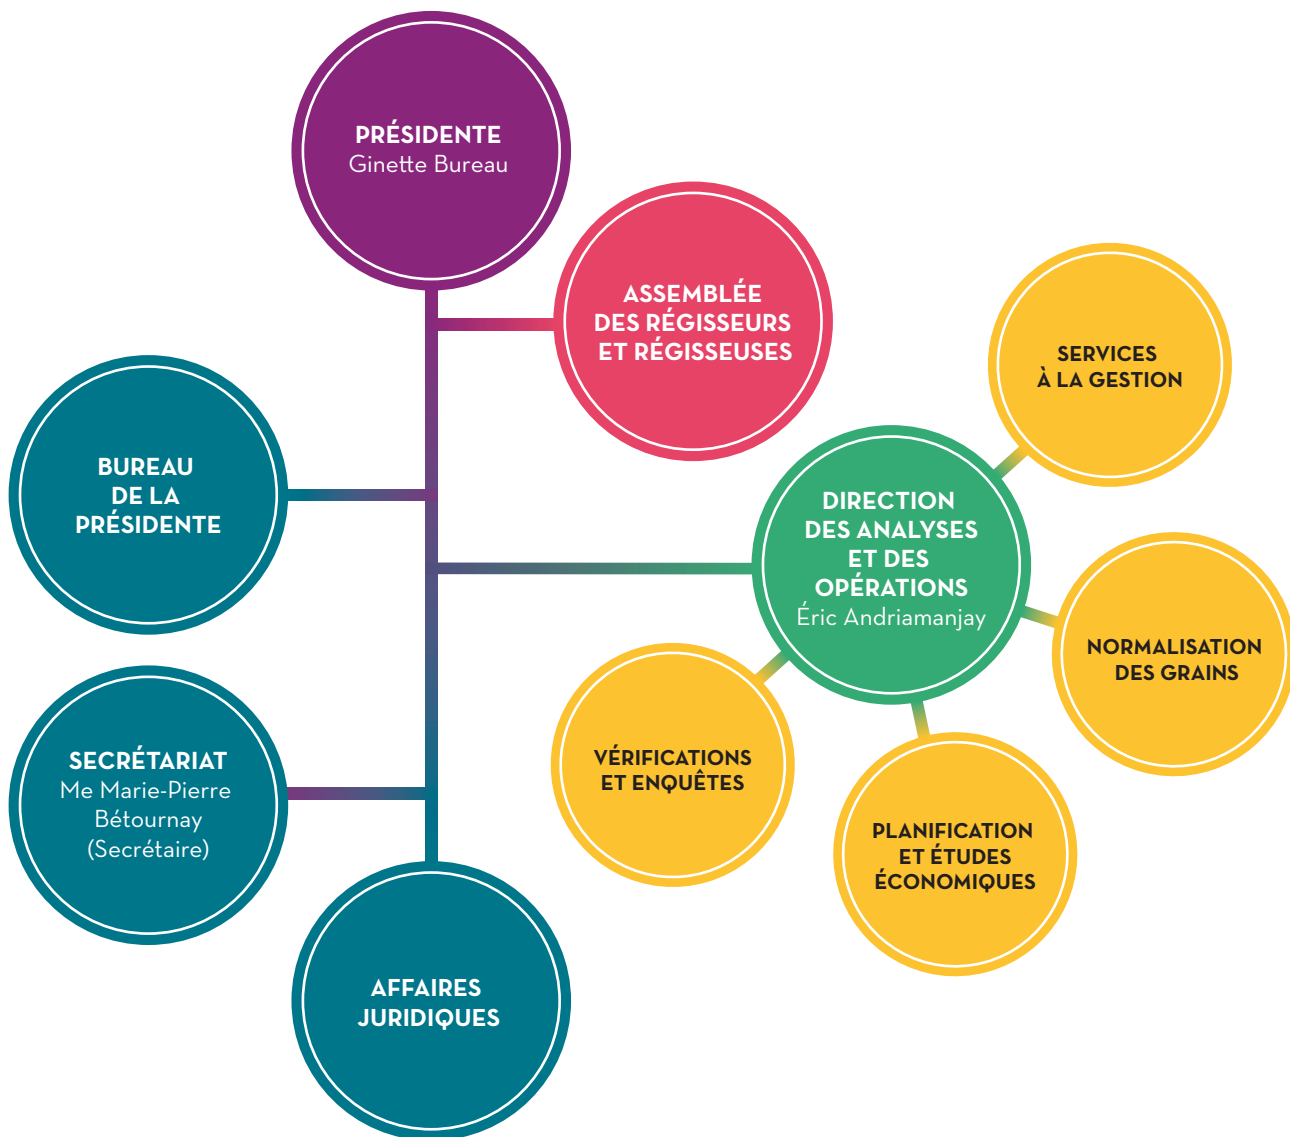 PRÉSIDENTE
Ginette Bureau
ASSEMBLÉE
DES RÉGISSEURS
ET RÉGISSEUSES
SERVICES
À LA GESTION
BUREAU
DE LA
PRÉSIDENTE
DIRECTION
DES ANALYSES
ET DES
OPÉRATIONS
Éric Andriamanjay
NORMALISATION
DES GRAINS
SECRÉTARIAT
Me Marie-Pierre
Bétournay
(Secrétaire)
VÉRIFICATIONS
ET ENQUÊTES
PLANIFICATION
ET ÉTUDES
ÉCONOMIQUES
AFFAIRES
JURIDIQUES